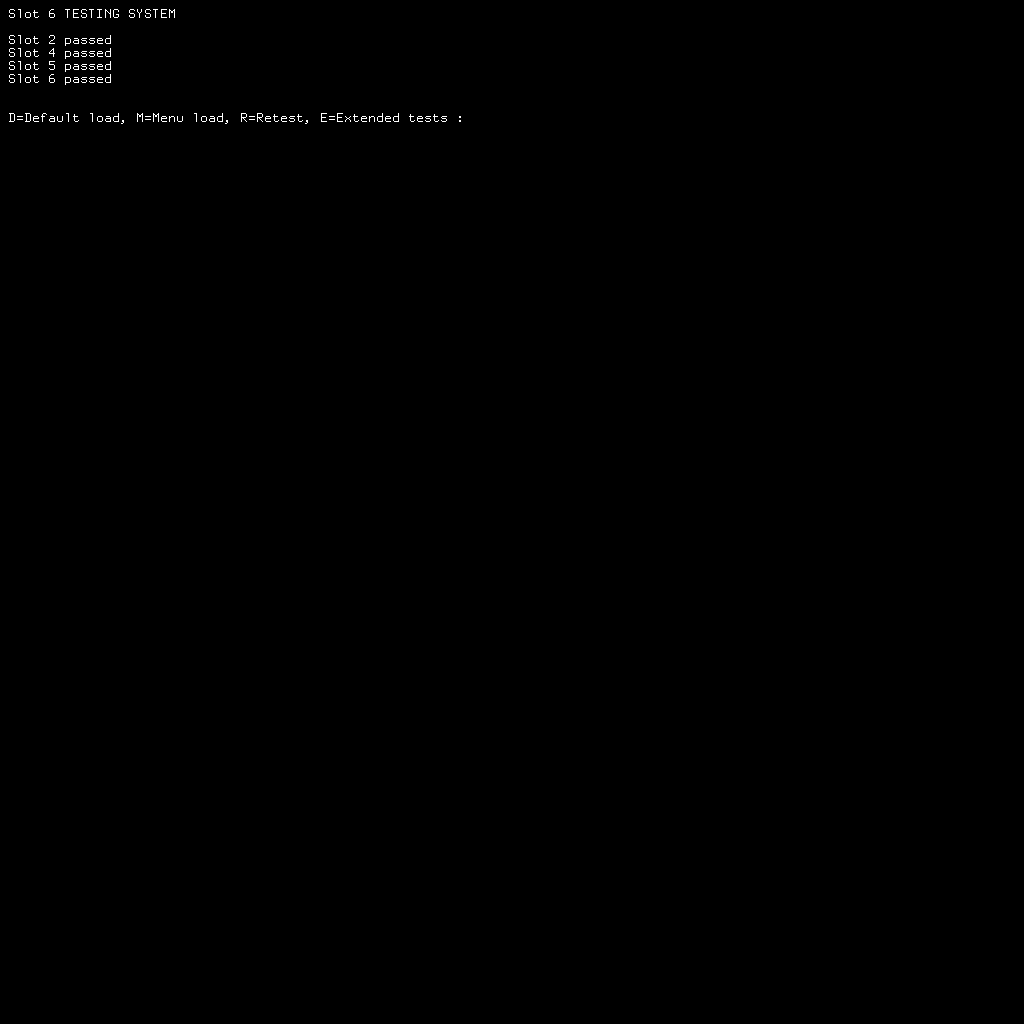 Slot 6 TESTING SYSTEM
Slot 2 passed
Slot 4 passed
Slot 5 passed
Slot 6 passed
D=Default load, M=Menu load, R=Retest, E=Extended tests :